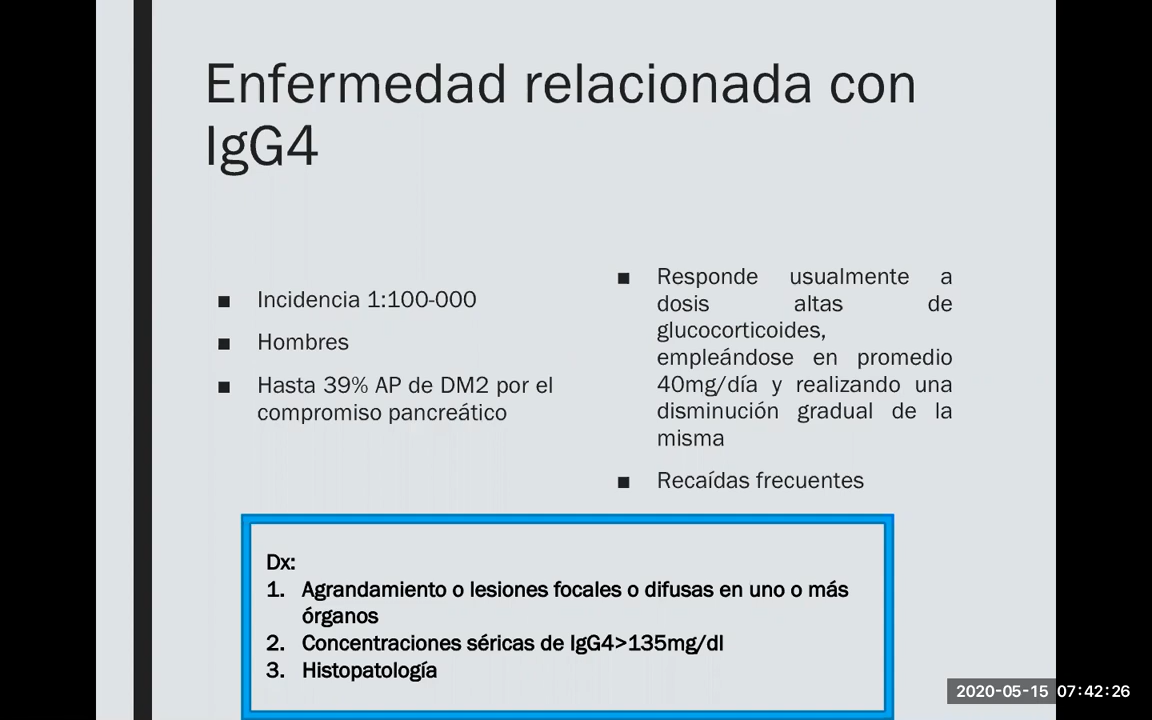 Enfermedad relacionada con
IgG4
■ Incidencia 1:100-000
■ Hombres
■ Hasta 39% AP de DM2 por el
compromiso pancreático
■ Responde usualmente a
dosis altas de
glucocorticoides,
empleándose en promedio
40mg/día y realizando una
disminución gradual de la
misma
■ Recaídas frecuentes
Dx:
1. Agrandamiento o lesiones focales o difusas en uno o más
órganos
2. Concentraciones séricas de IgG4>135mg/dl
3. Histopatología
2020-05-15 07:42:26